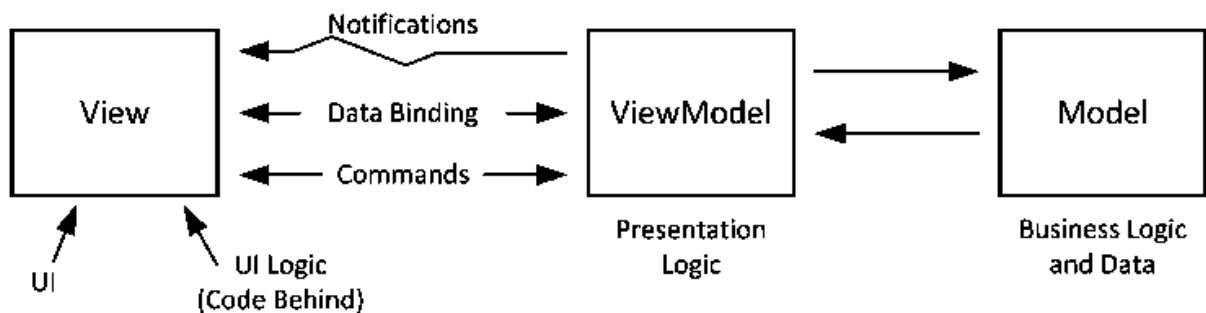 Notifications
View
Data Binding
ViewModel
Model
Commands
UI
UI Logic
(Code Behind)
Presentation
Logic
Business Logic
and Data